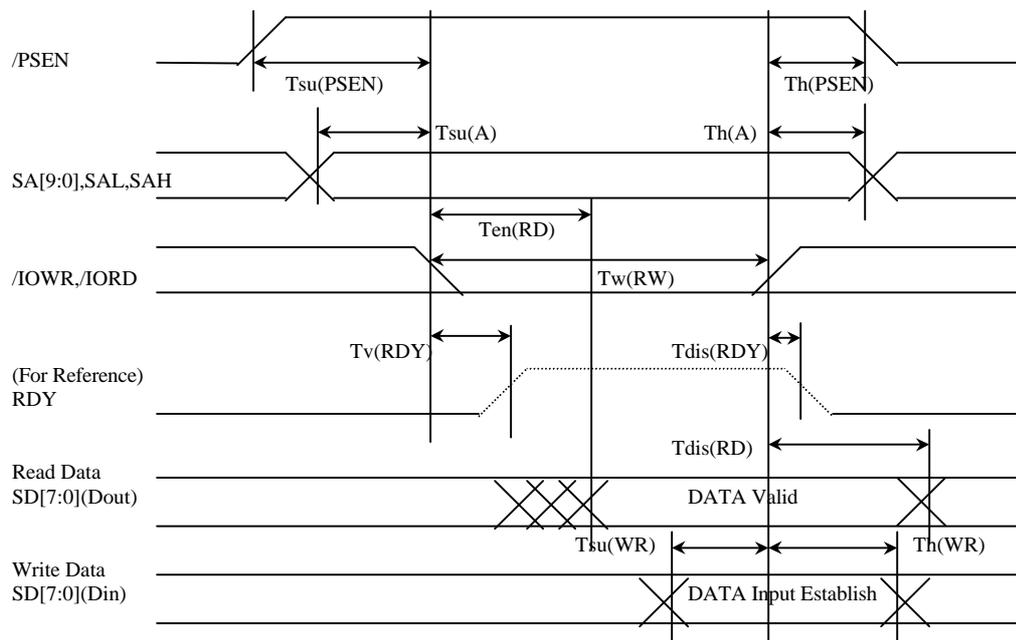 /PSEN
Tsu(PSEN)
Th(PSEN)
Tsu(A)
Th(A)
SA[9:0],SAL,SAH
Ten(RD)
/IOWR,/IORD
Tw(RW)
Tv(RDY)
Tdis(RDY)
(For Reference)
RDY
Tdis(RD)
Read Data
SD[7:0](Dout)
DATA Valid
Tsu(WR)
Th(WR)
Write Data
SD[7:0](Din)
DATA Input Establish